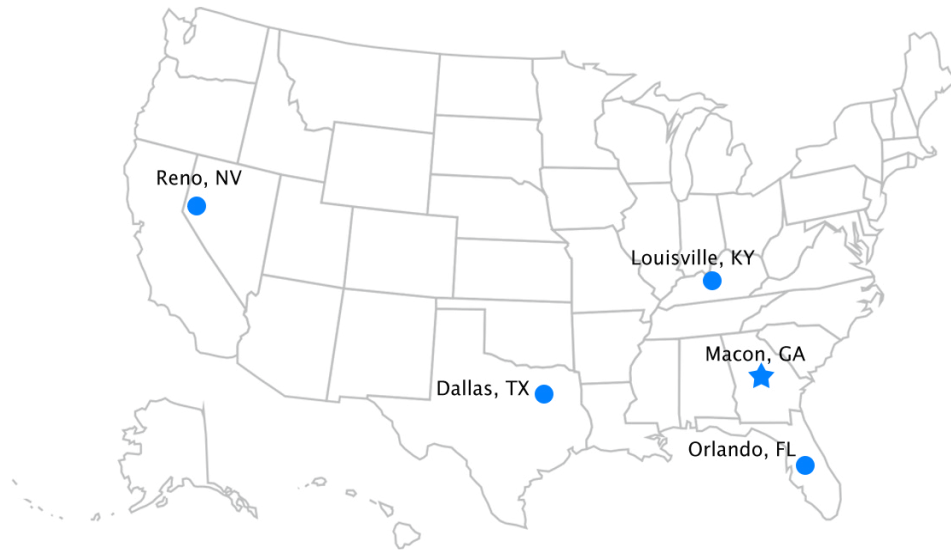 Reno, NV
Louisville, KY
Macon, GA
Dallas, TX
Orlando, FL